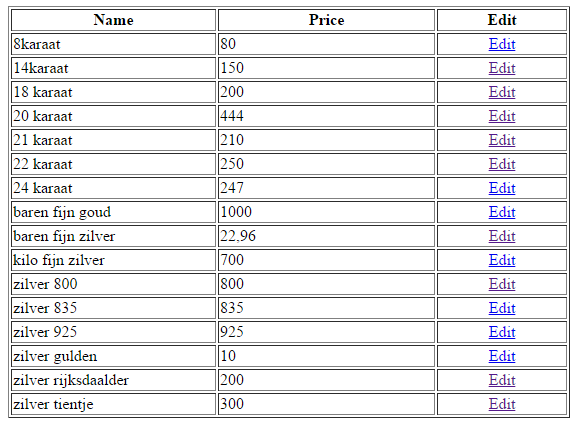 Name Price Edit
8karaat 80 Edit
14karaat 150 Edit
18 karaat 200 Edit
20 karaat 444 Edit
21 karaat 210 Edit
22 karaat 250 Edit
24 karaat 247 Edit
baren fijn goud 1000 Edit
baren fijn zilver 22,96 Edit
kilo fijn zilver 700 Edit
zilver 800 800 Edit
zilver 835 835 Edit
zilver 925 925 Edit
zilver gulden 10 Edit
zilver rijksdaalder 200 Edit
zilver tientje 300 Edit